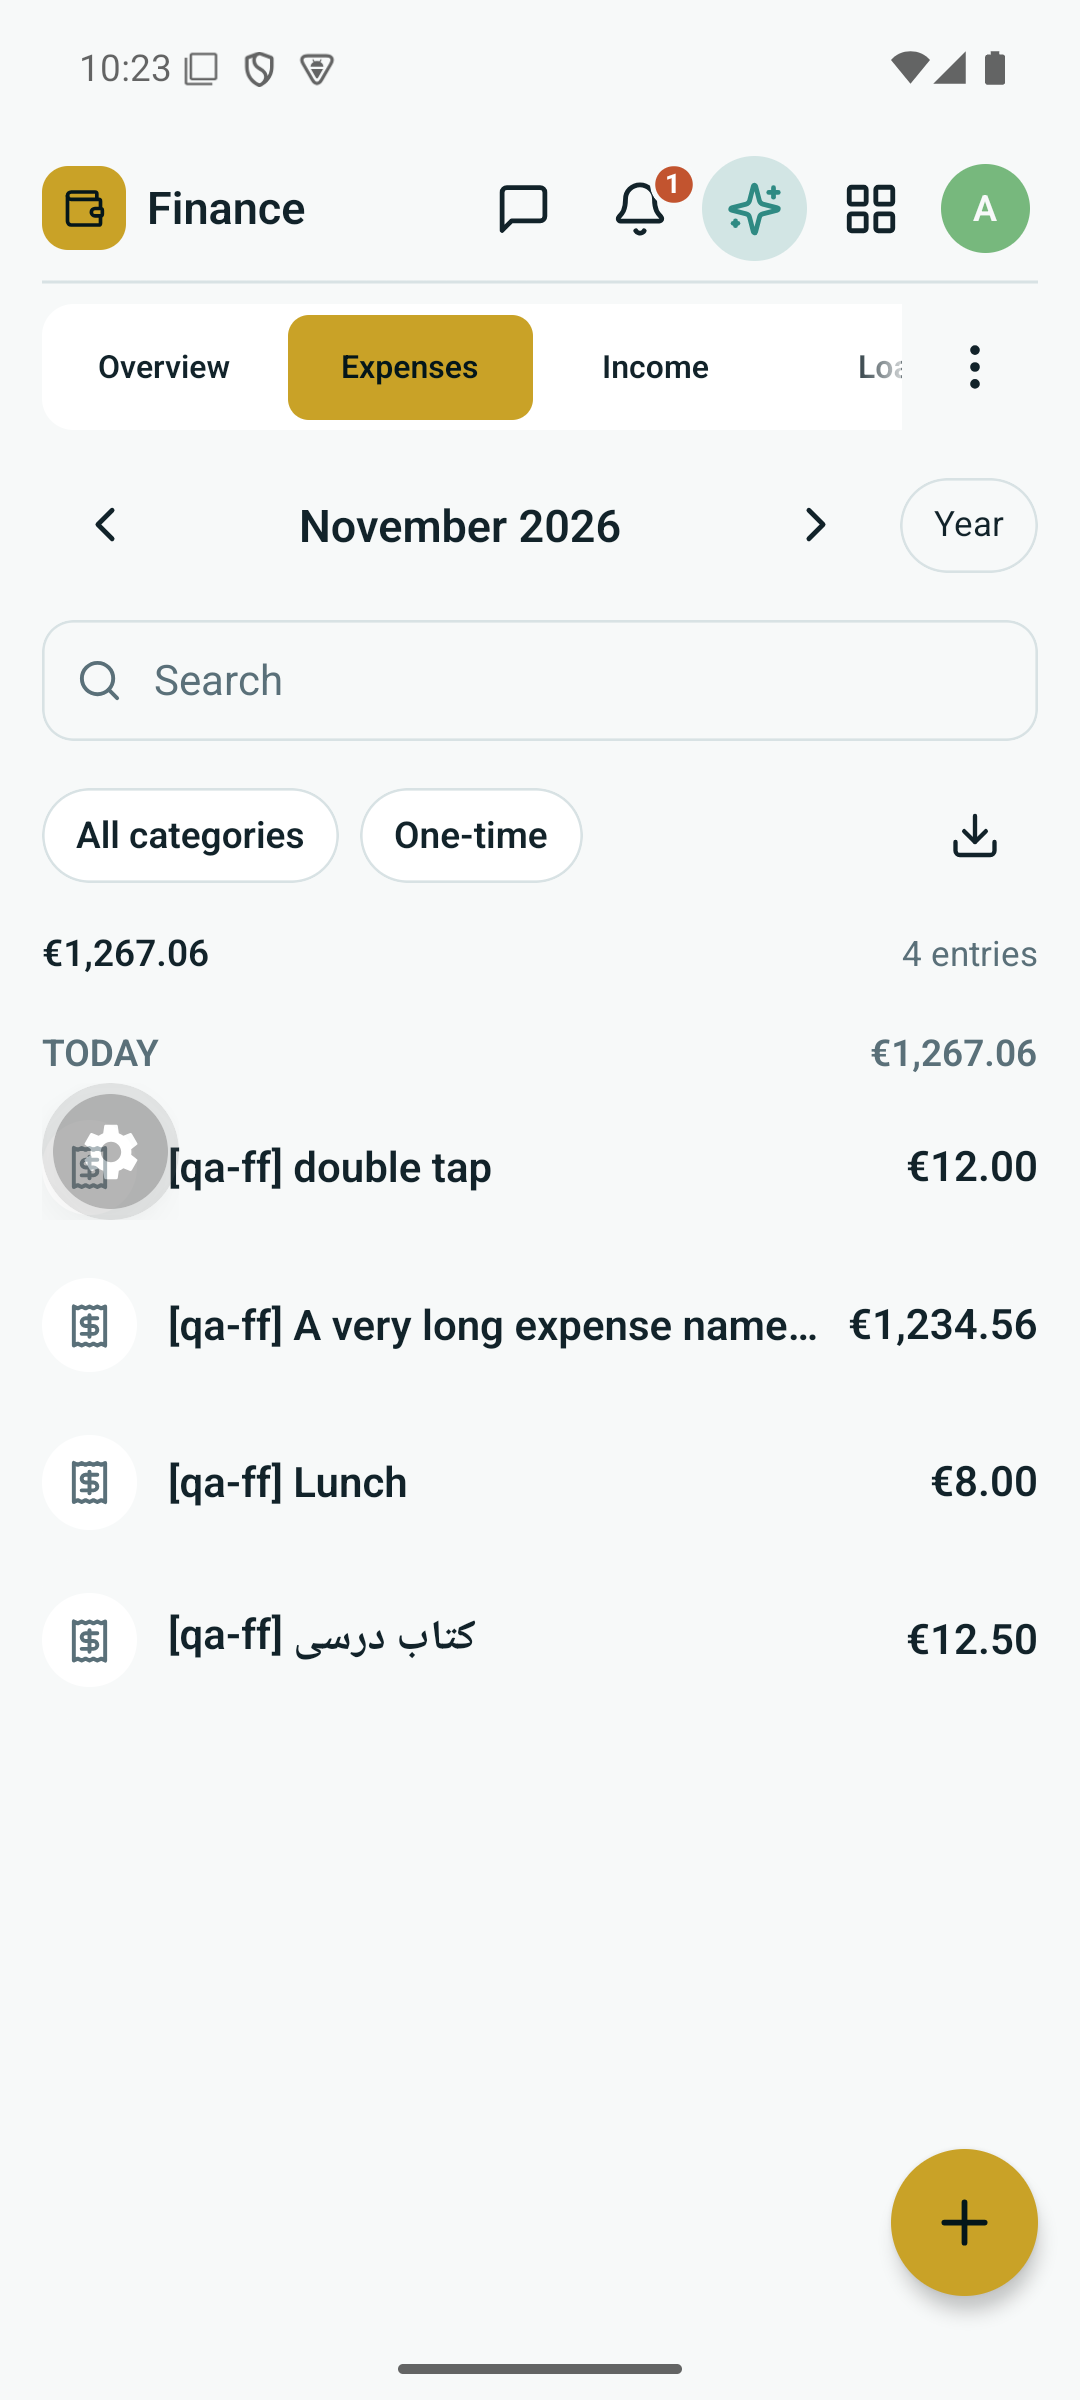 10:23
Finance
1
A
Overview
Expenses
Income
Loa
November 2026
Year
Search
All categories
One-time
€1,267.06
4 entries
TODAY
€1,267.06
[qa-ff] double tap
€12.00
[qa-ff] A very long expense name...
€1,234.56
[qa-ff] Lunch
€8.00
[qa-ff] کتاب درسی
€12.50